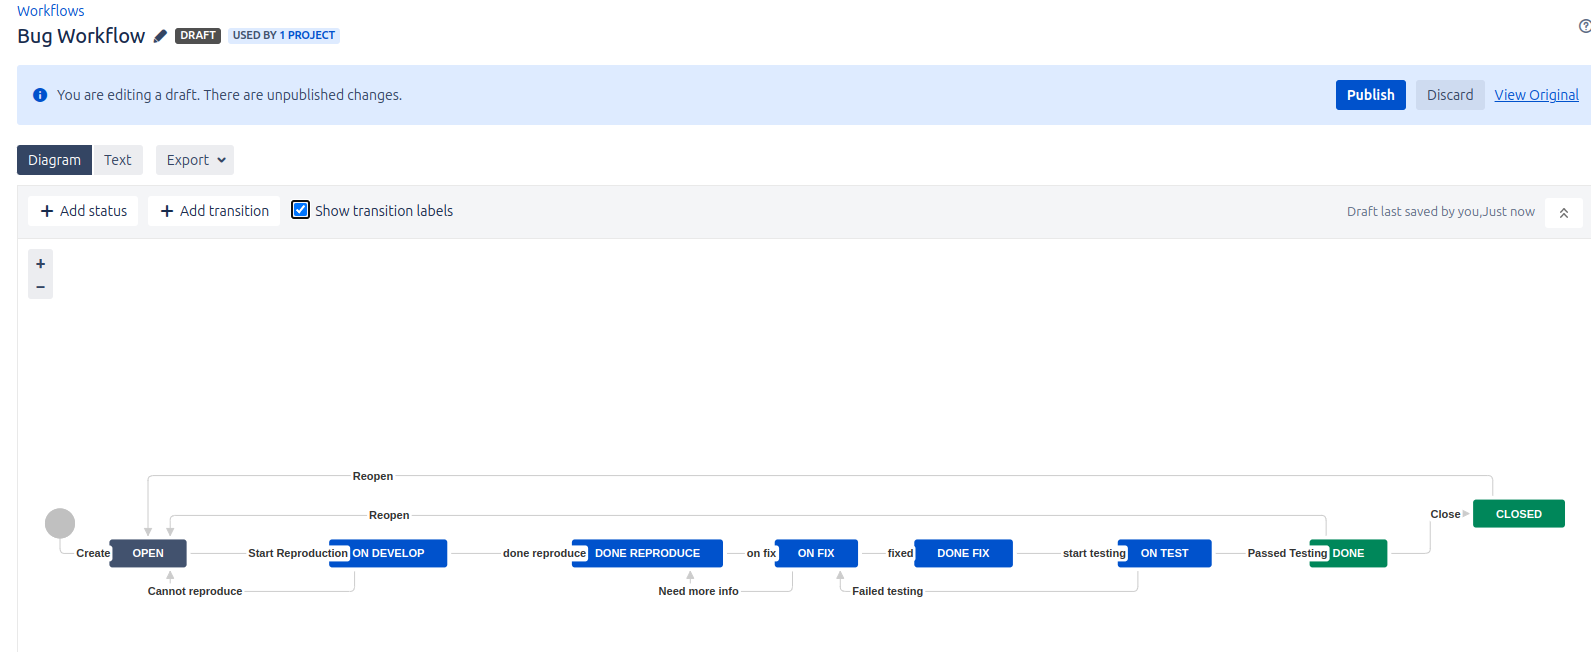 Workflows
Bug Workflow DRAFT USED BY 1 PROJECT
You are editing a draft. There are unpublished changes. Publish Discard View Original
Diagram Text Export
+ Add status + Add transition Show transition labels Draft last saved by you,Just now
+
−
Reopen
Reopen
Close CLOSED
Create OPEN Start Reproduction ON DEVELOP done reproduce DONE REPRODUCE on fix ON FIX fixed DONE FIX start testing ON TEST Passed Testing DONE
Cannot reproduce Need more info Failed testing